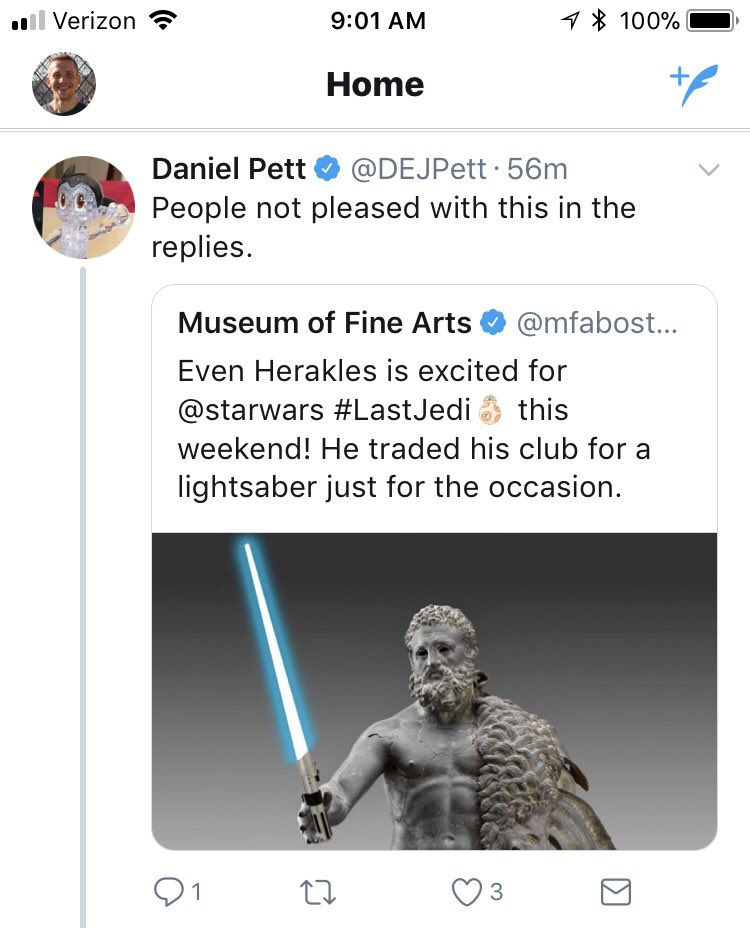 Verizon 9:01 AM 100%
Home
Daniel Pett @DEJPett · 56m
People not pleased with this in the
replies.
Museum of Fine Arts @mfabost...
Even Herakles is excited for
@starwars #LastJedi this
weekend! He traded his club for a
lightsaber just for the occasion.
1 3